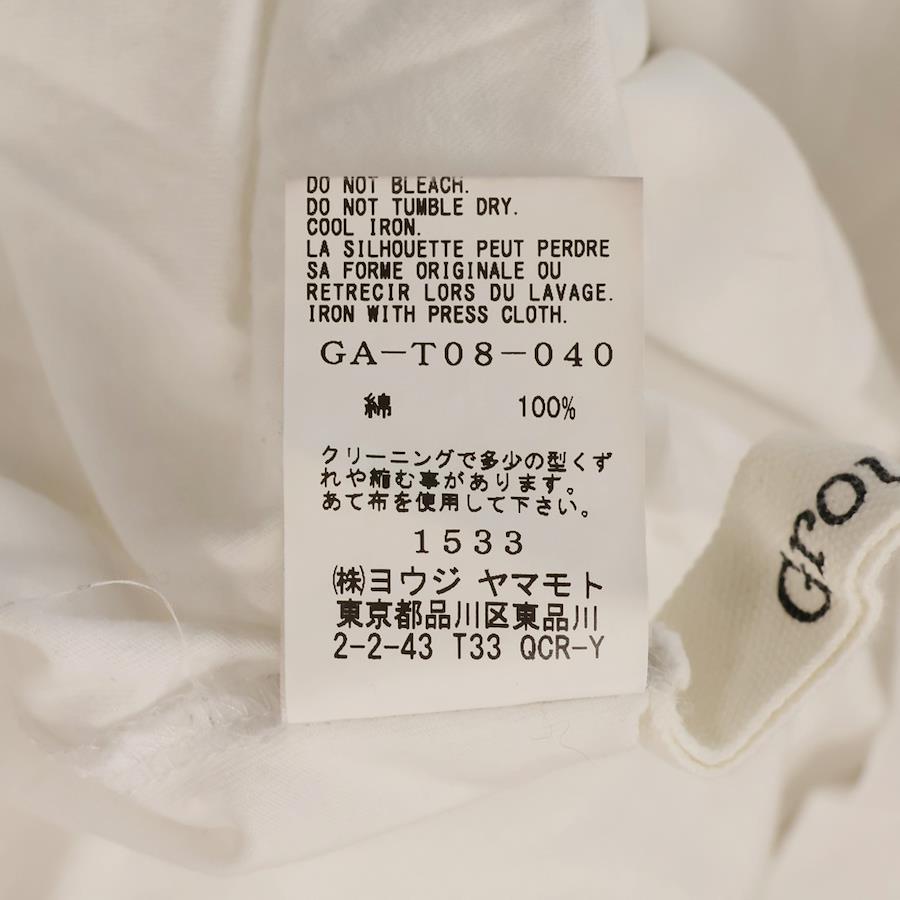 DO NOT BLEACH.
DO NOT TUMBLE DRY.
COOL IRON.
LA SILHOUETTE PEUT PERDRE
SA FORME ORIGINALE OU
RETRECIR LORS DU LAVAGE.
IRON WITH PRESS CLOTH.
GA-T08-040
綿 100%
クリーニングで多少の型くず
れや縮む事があります。
あて布を使用して下さい。
1533
㈱ヨウジ ヤマモト
東京都品川区東品川
2-2-43 T33 QCR-Y